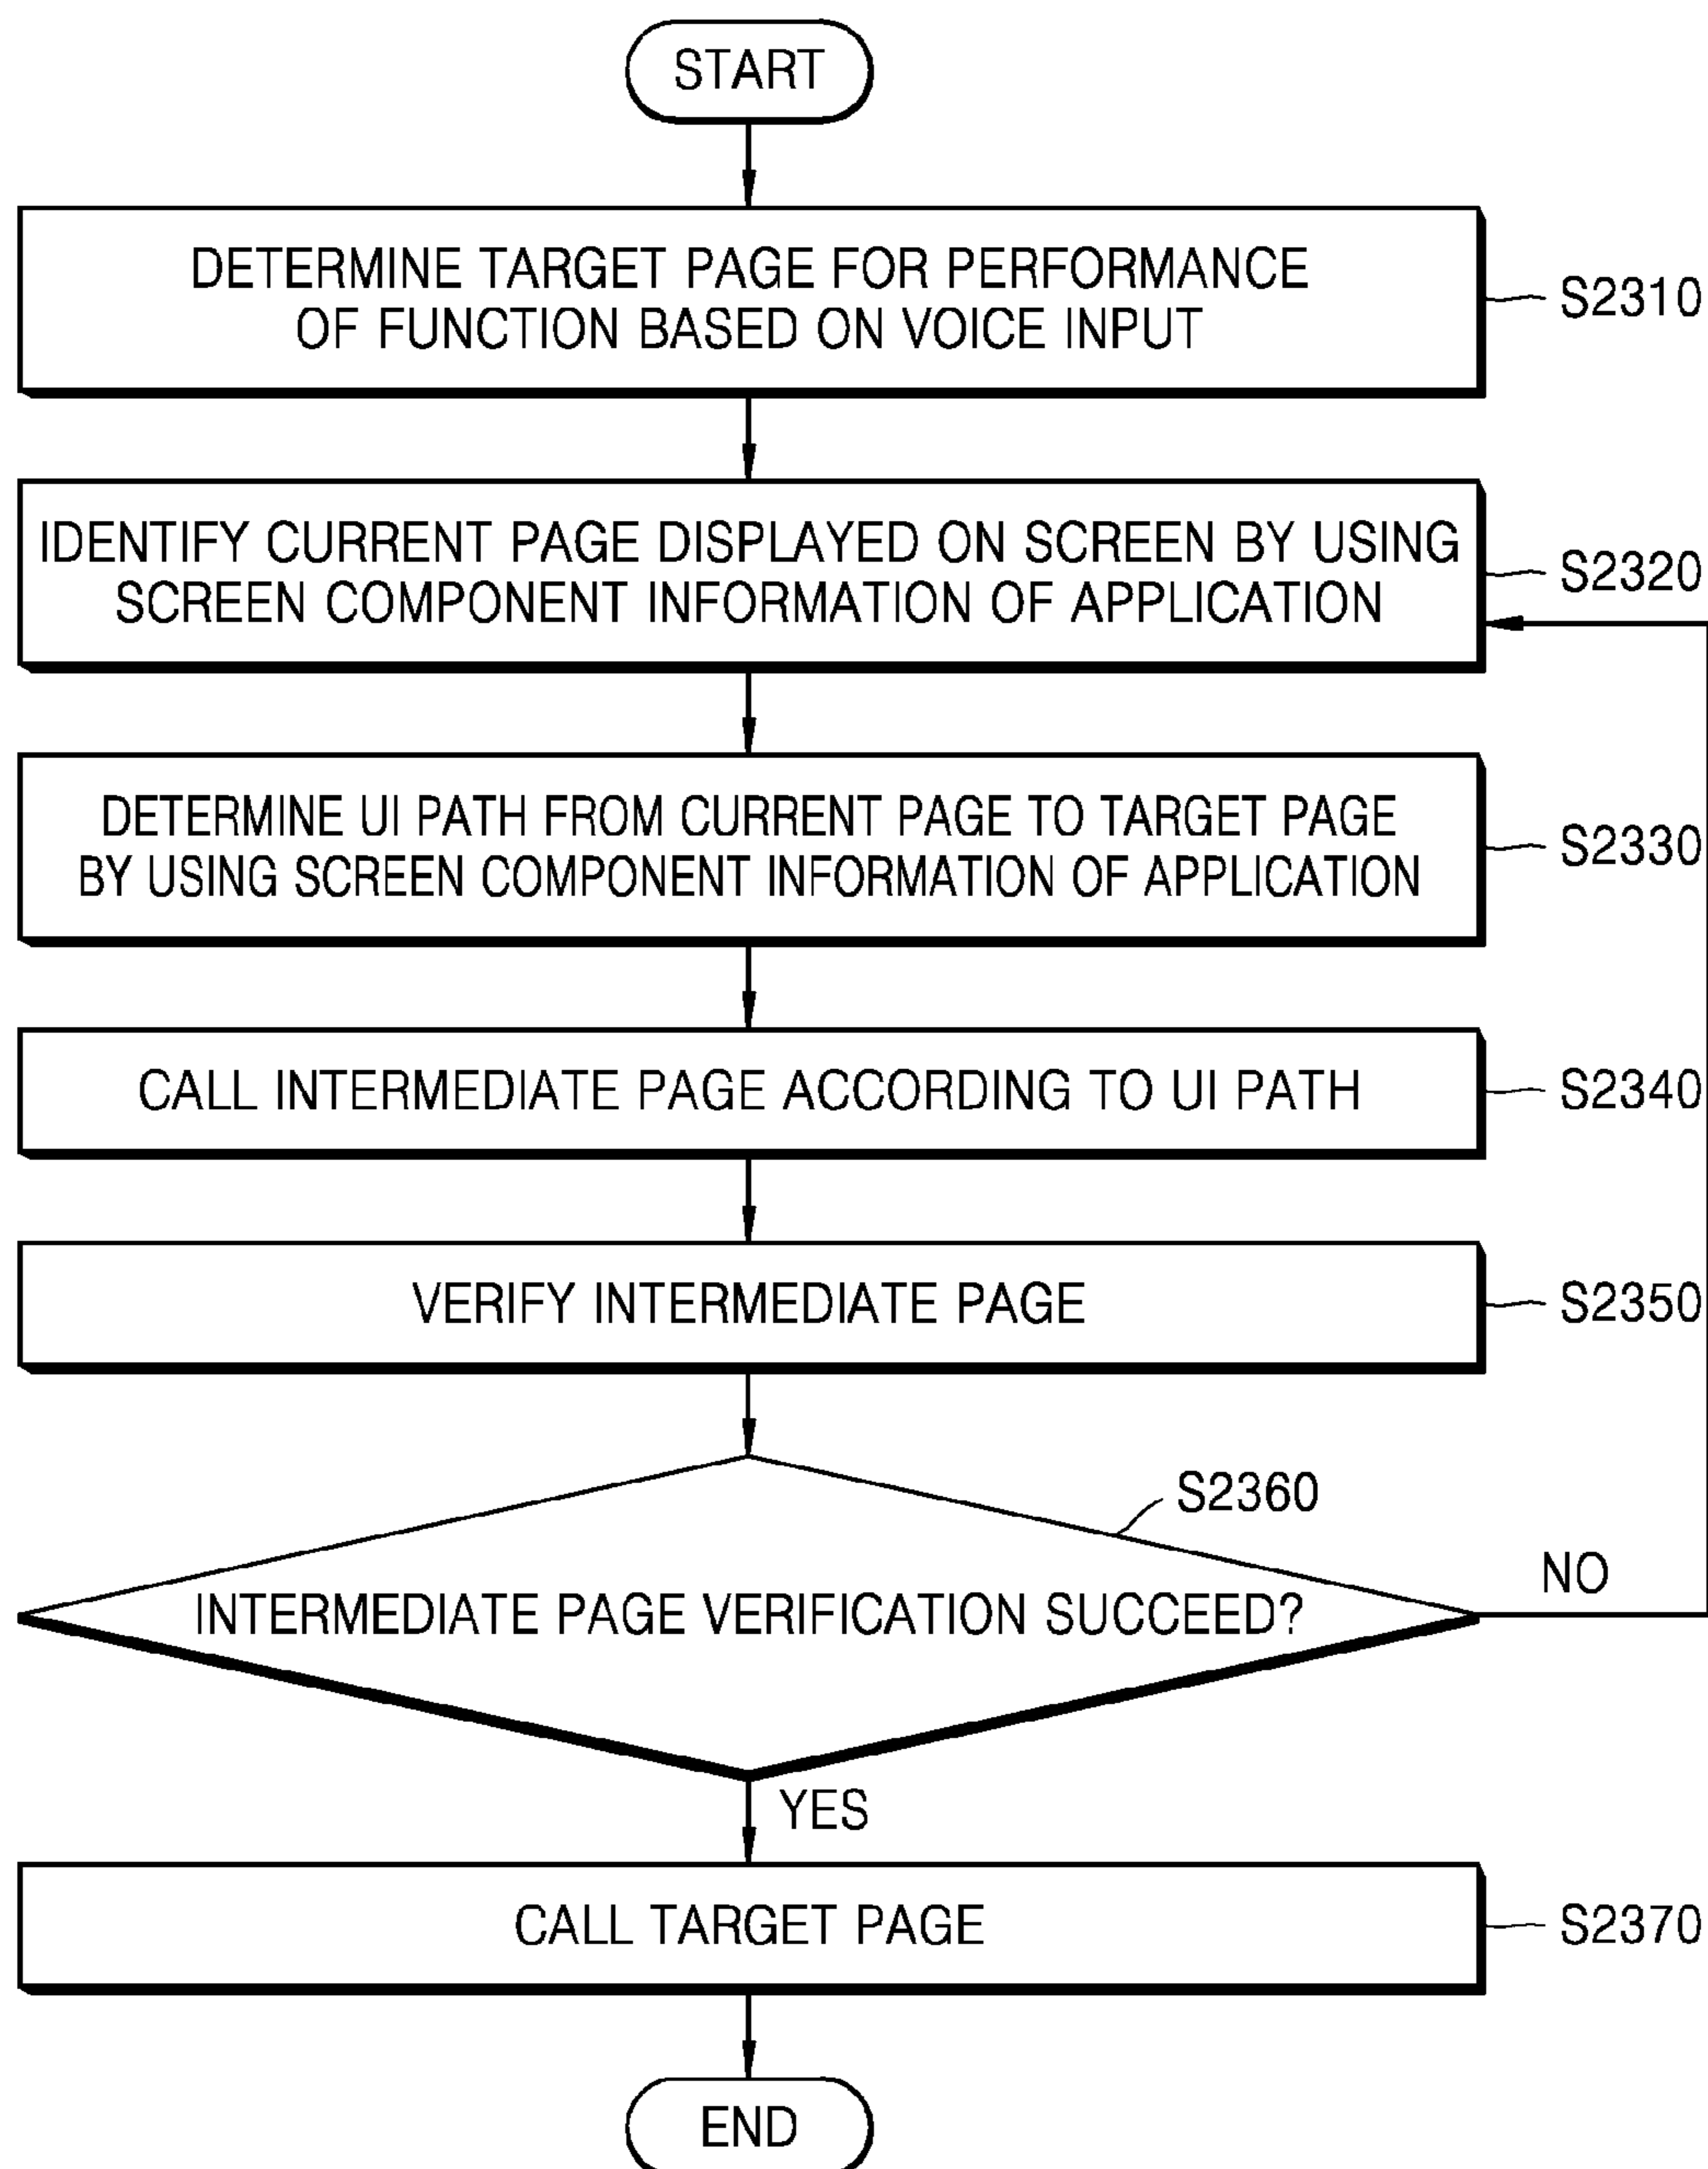 START
DETERMINE TARGET PAGE FOR PERFORMANCE
OF FUNCTION BASED ON VOICE INPUT
S2310
IDENTIFY CURRENT PAGE DISPLAYED ON SCREEN BY USING
SCREEN COMPONENT INFORMATION OF APPLICATION
S2320
DETERMINE UI PATH FROM CURRENT PAGE TO TARGET PAGE
BY USING SCREEN COMPONENT INFORMATION OF APPLICATION
S2330
CALL INTERMEDIATE PAGE ACCORDING TO UI PATH
S2340
VERIFY INTERMEDIATE PAGE
S2350
S2360
INTERMEDIATE PAGE VERIFICATION SUCCEED?
NO
YES
CALL TARGET PAGE
S2370
END